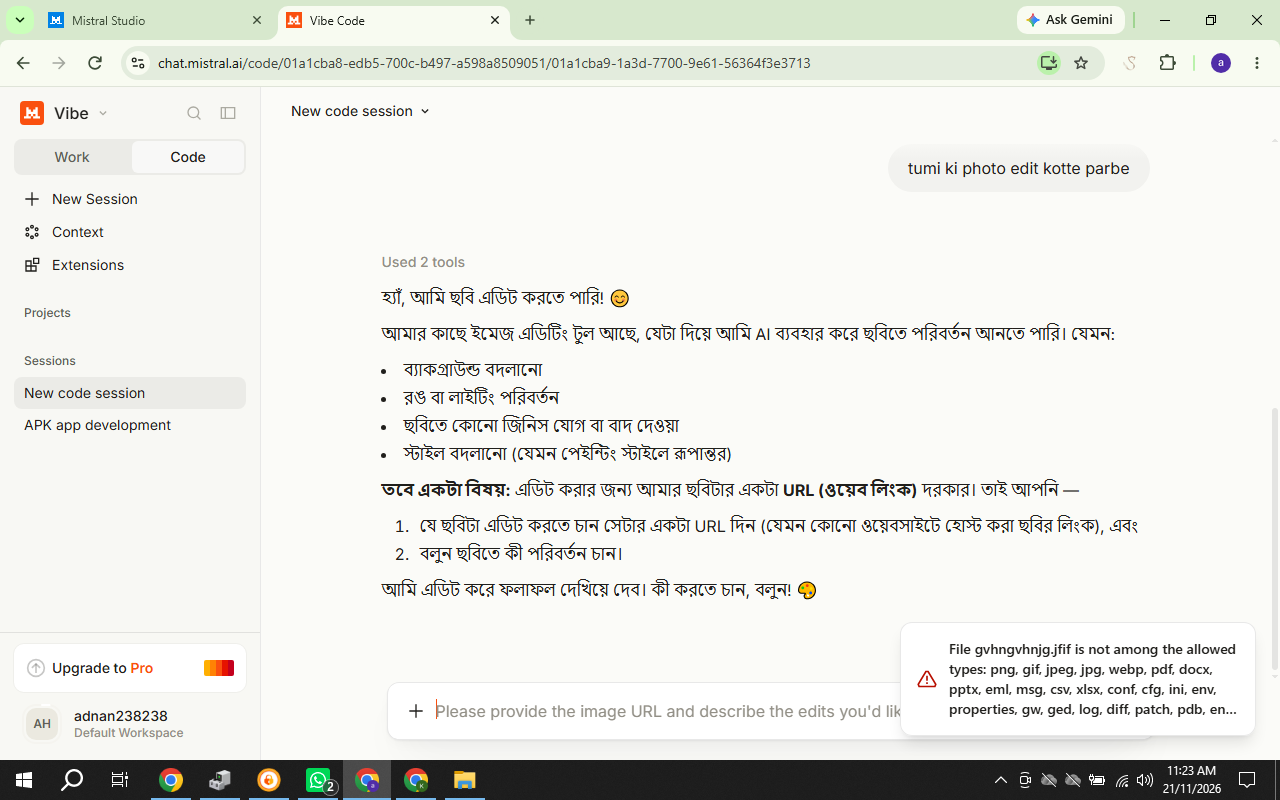 Mistral Studio
Vibe Code
Ask Gemini
chat.mistral.ai/code/01a1cba8-edb5-700c-b497-a598a8509051/01a1cba9-1a3d-7700-9e61-56364f3e3713
a
Vibe
New code session
Work
Code
tumi ki photo edit kotte parbe
New Session
Context
Extensions
Projects
Sessions
New code session
APK app development
Used 2 tools
হ্যাঁ, আমি ছবি এডিট করতে পারি! 😊
আমার কাছে ইমেজ এডিটিং টুল আছে, যেটা দিয়ে আমি AI ব্যবহার করে ছবিতে পরিবর্তন আনতে পারি। যেমন:
• ব্যাকগ্রাউন্ড বদলানো
• রঙ বা লাইটিং পরিবর্তন
• ছবিতে কোনো জিনিস যোগ বা বাদ দেওয়া
• স্টাইল বদলানো (যেমন পেইন্টিং স্টাইলে রূপান্তর)
তবে একটা বিষয়: এডিট করার জন্য আমার ছবিটার একটা URL (ওয়েব লিংক) দরকার। তাই আপনি —
1. যে ছবিটা এডিট করতে চান সেটার একটা URL দিন (যেমন কোনো ওয়েবসাইটে হোস্ট করা ছবির লিংক), এবং
2. বলুন ছবিতে কী পরিবর্তন চান।
আমি এডিট করে ফলাফল দেখিয়ে দেব। কী করতে চান, বলুন! 🎨
File gvhngvhnjg.jfif is not among the allowed
types: png, gif, jpeg, jpg, webp, pdf, docx,
pptx, eml, msg, csv, xlsx, conf, cfg, ini, env,
properties, gw, ged, log, diff, patch, pdb, en...
Please provide the image URL and describe the edits you'd lik
Upgrade to Pro
AH
adnan238238
Default Workspace
2
a
K
11:23 AM
21/11/2026